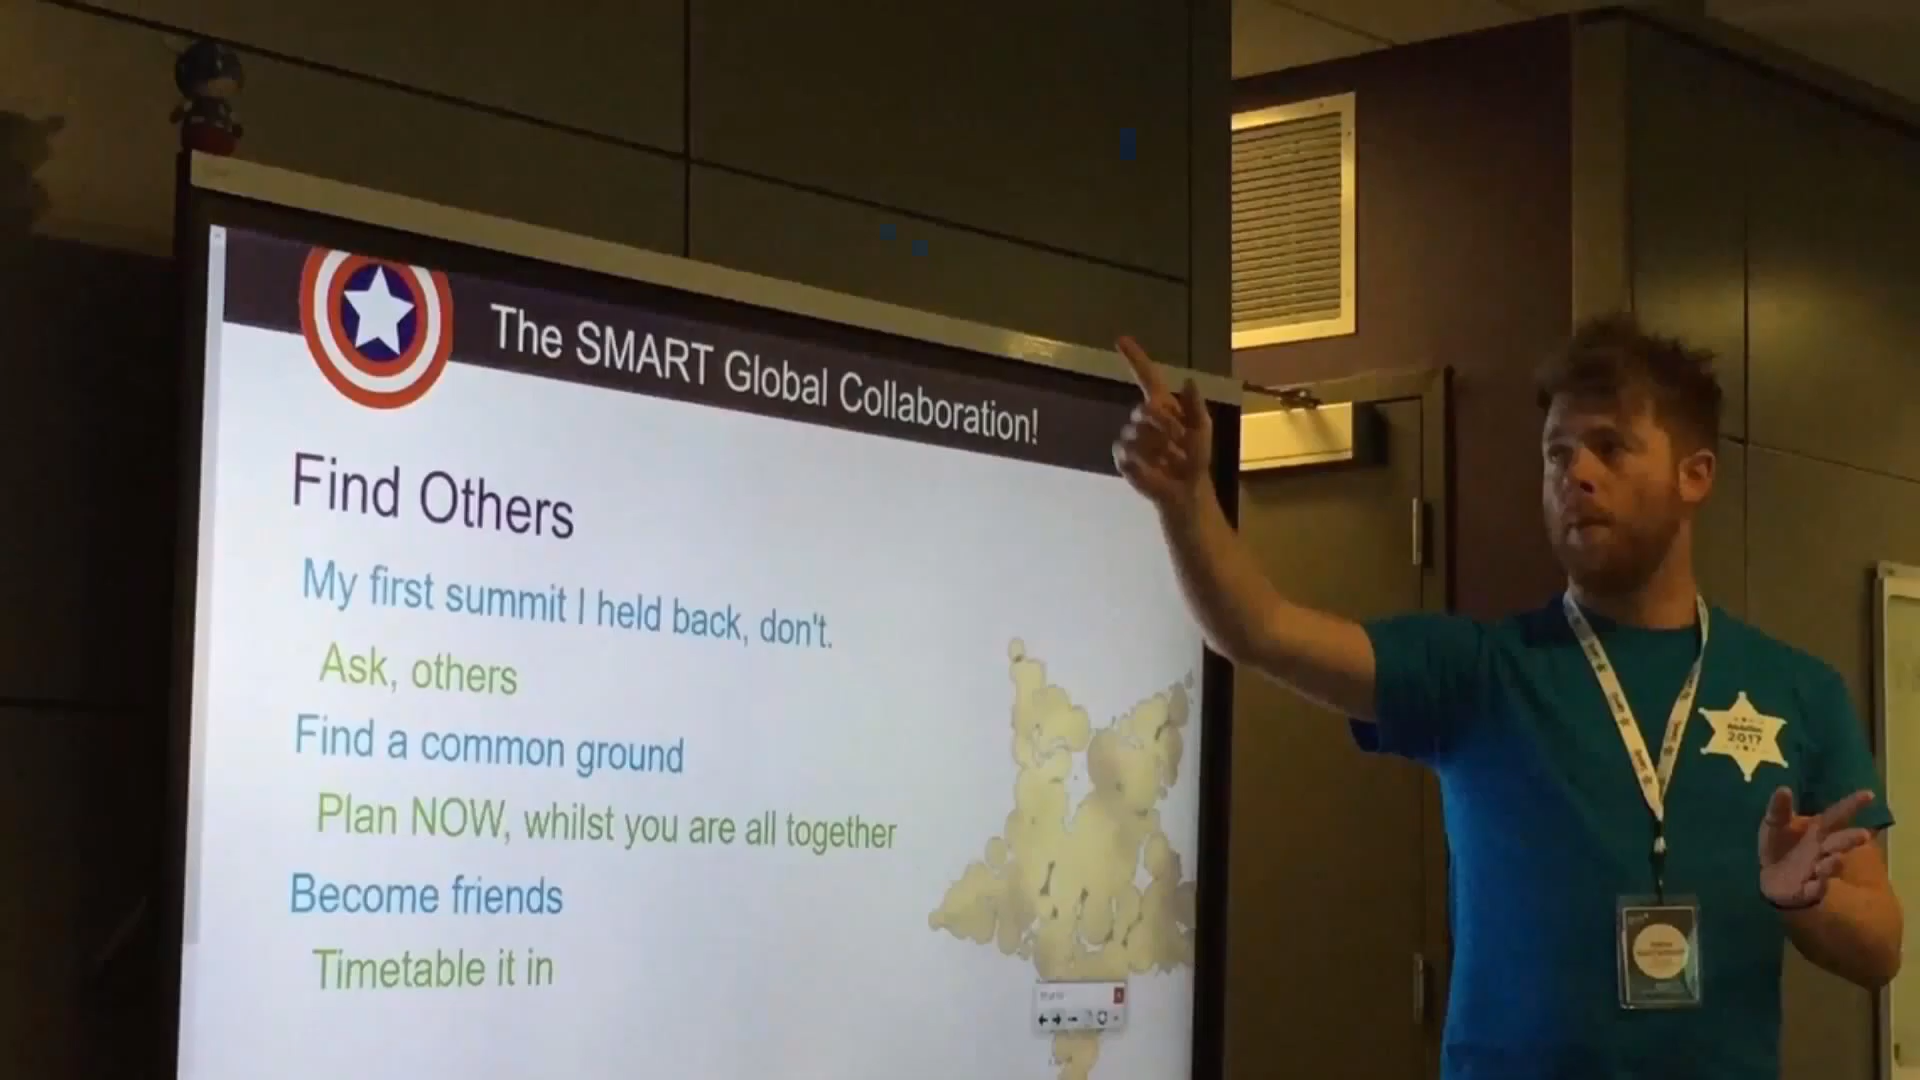 The SMART Global Collaboration!
Find Others
My first summit I held back, don't.
Ask, others
Find a common ground
Plan NOW, whilst you are all together
Become friends
Timetable it in
2017